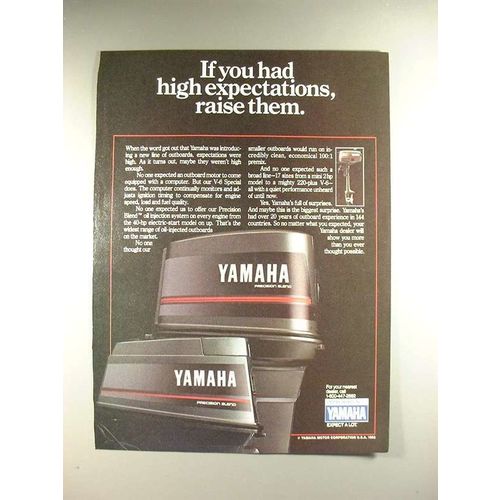 If you had
high expectations,
raise them.
When the word got out that Yamaha was introduc-
ing a new line of outboards, expectations were
high. As it turns out, maybe they weren't high
enough.
No one expected an outboard motor to come
equipped with a computer. But our V-6 Special
does. The computer continually monitors and ad-
justs ignition timing to compensate for engine
speed, load and fuel quality.
No one expected us to offer our Precision
Blend™ oil injection system on every engine from
the 40-hp electric-start model on up. That's the
widest range of oil-injected outboards
on the market.
No one
thought our
smaller outboards would run on in-
credibly clean, economical 100:1
premix.
And no one expected such a
broad line—17 sizes from a mini 2hp
model to a mighty 220-plus V-6—
all with a quiet performance unheard
of until now.
Yes, Yamaha's full of surprises.
And maybe this is the biggest surprise. Yamaha's
had over 20 years of outboard experience in 144
countries. So no matter what you expected, your
Yamaha dealer will
show you more
than you ever
thought possible.
YAMAHA
PRECISION BLEND
YAMAHA
PRECISION BLEND
For your nearest
dealer, call
1-800-447-2882
YAMAHA
EXPECT A LOT.
© YAMAHA MOTOR CORPORATION U.S.A. 1983